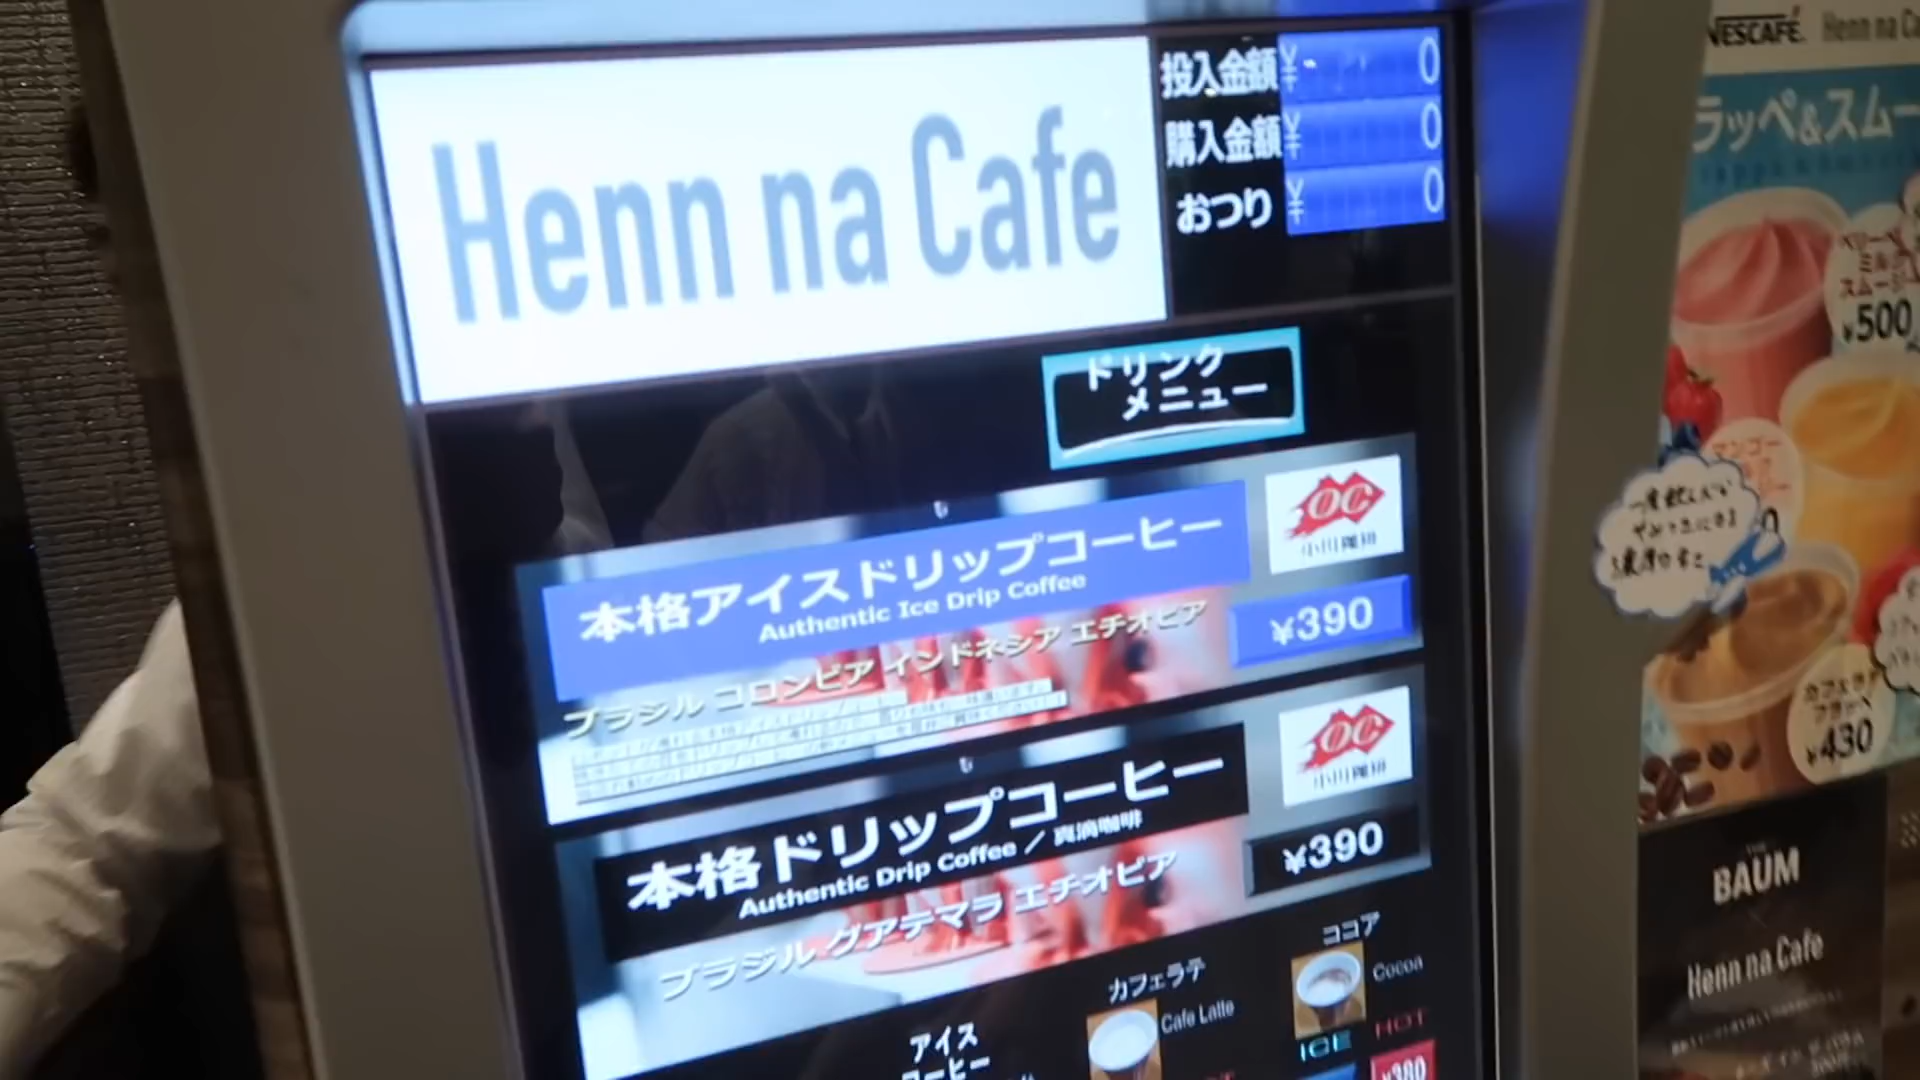 Henn na Cafe
投入金額 ¥ 0
購入金額 ¥ 0
おつり ¥ 0
ドリンク
メニュー
本格アイスドリップコーヒー
Authentic Ice Drip Coffee
ブラジル コロンビア インドネシア エチオピア
OC
小川珈琲
¥390
本格ドリップコーヒー
Authentic Drip Coffee / 真滴咖啡
ブラジル グアテマラ エチオピア
OC
小川珈琲
¥390
アイス
コーヒー
カフェラテ
Cafe Latte
ココア
Cocoa
ICE
HOT
¥380
NESCAFÉ
Henn na Ca
ラッペ&スムー
¥500
¥430
BAUM
Henn na Cafe